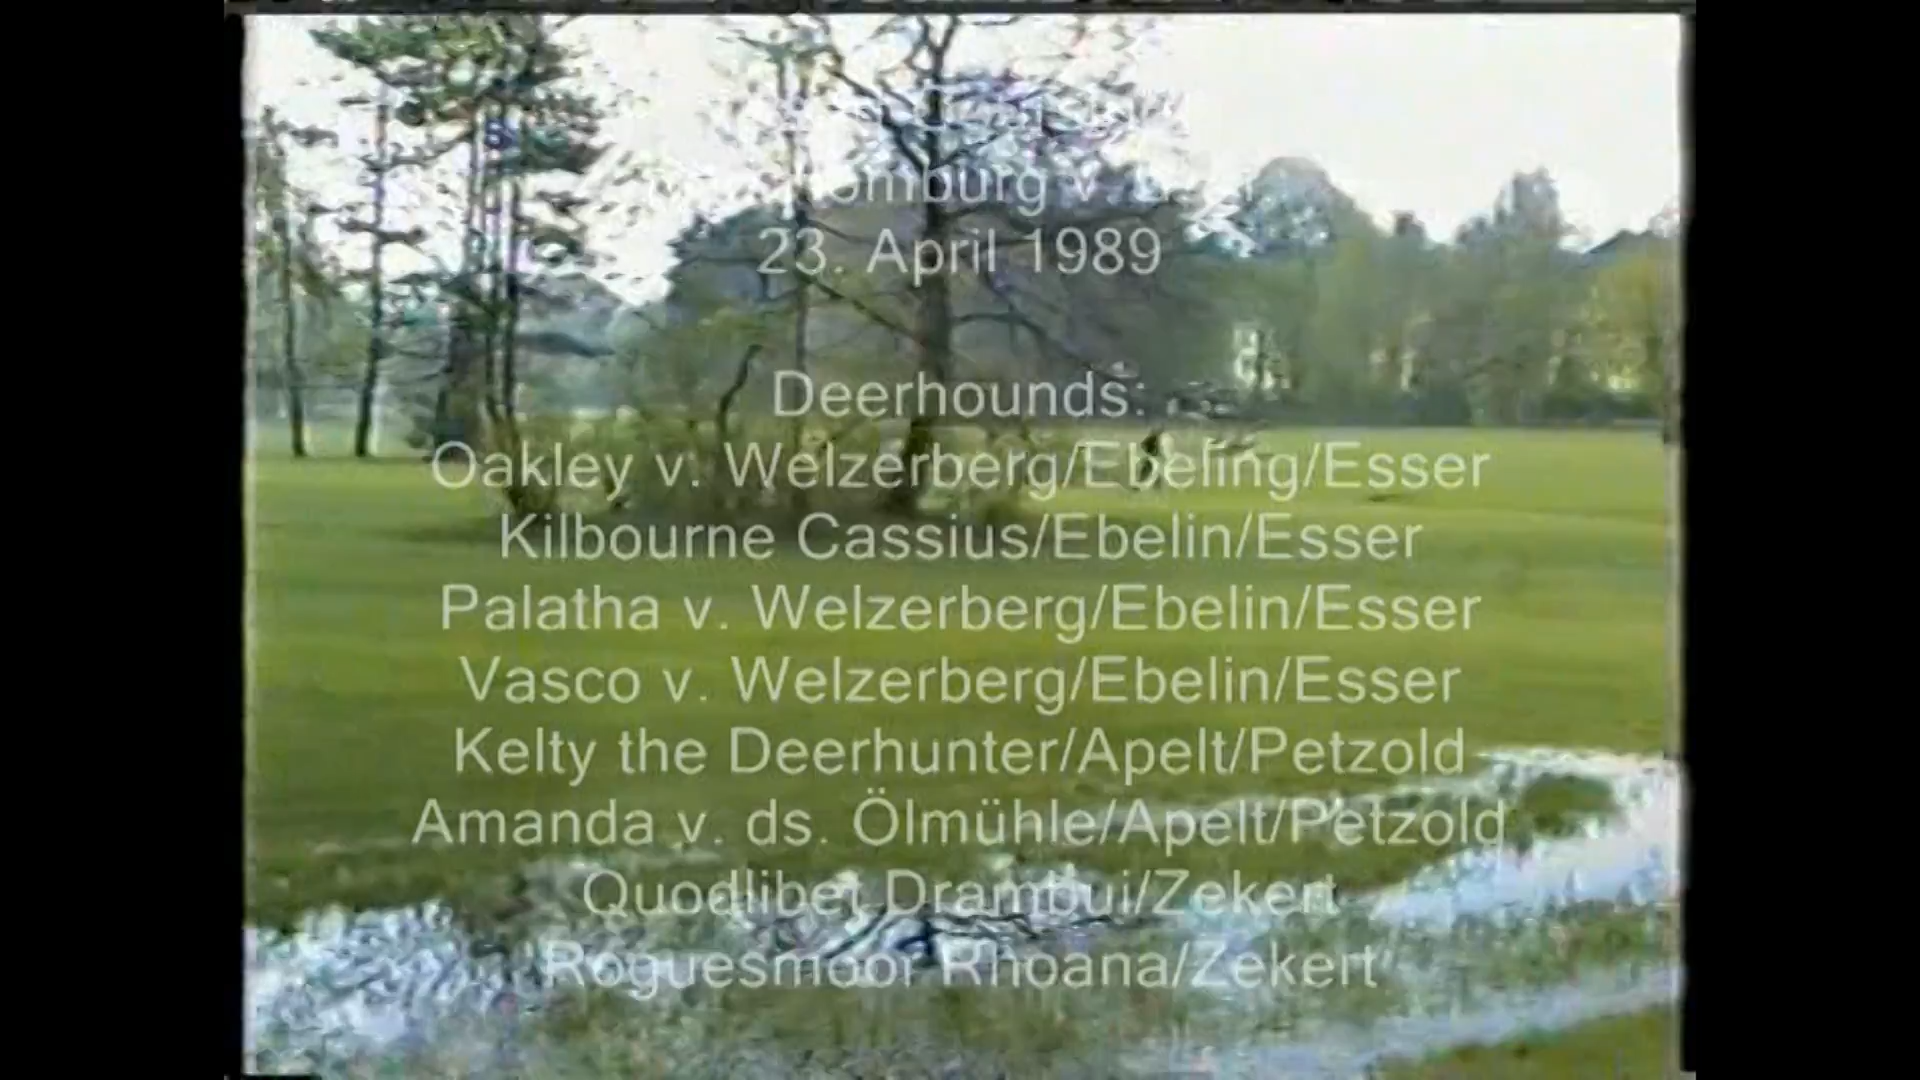 v.
23. April 1989
Deerhounds:
Oakley v. Welzerberg/Ebeling/Esser
Kilbourne Cassius/Ebelin/Esser
Palatha v. Welzerberg/Ebelin/Esser
Vasco v. Welzerberg/Ebelin/Esser
Kelty the Deerhunter/Apelt/Petzold
Amanda v. ds. Ölmühle/Apelt/Petzold
Quodlibet Drambui/Zekert
Roguesmoor Rhoana/Zekert